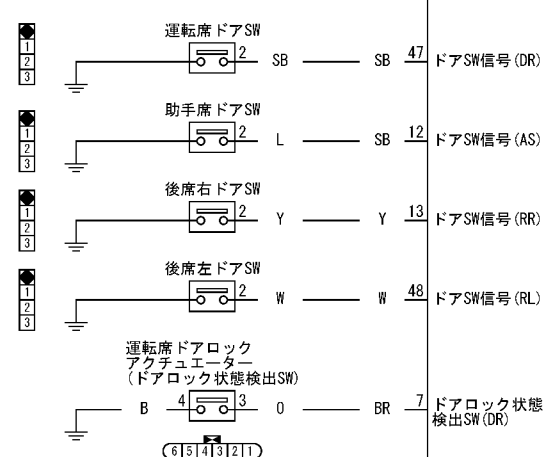 運転席ドアSW
1
2
3
2 SB SB 47 ドアSW信号(DR)
助手席ドアSW
1
2
3
2 L SB 12 ドアSW信号(AS)
後席右ドアSW
1
2
3
2 Y Y 13 ドアSW信号(RR)
後席左ドアSW
1
2
3
2 W W 48 ドアSW信号(RL)
運転席ドアロック
アクチュエーター
(ドアロック状態検出SW)
B 4 3 O BR 7 ドアロック状態
検出SW(DR)
6 5 4 3 2 1